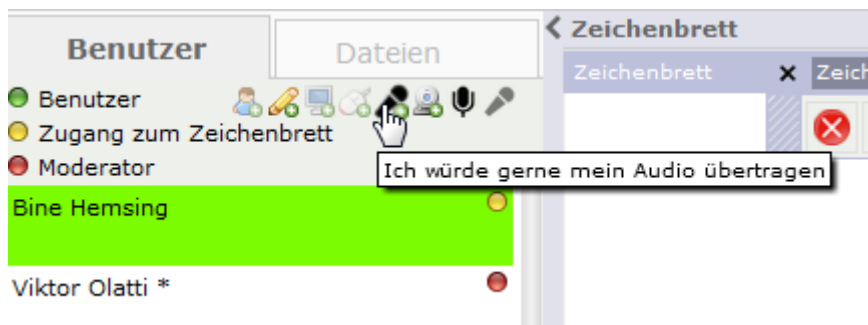 Benutzer
Dateien
Zeichenbrett
Zeichenbrett
Zeich
Benutzer
Zugang zum Zeichenbrett
Moderator
Ich würde gerne mein Audio übertragen
Bine Hemsing
Viktor Olatti *